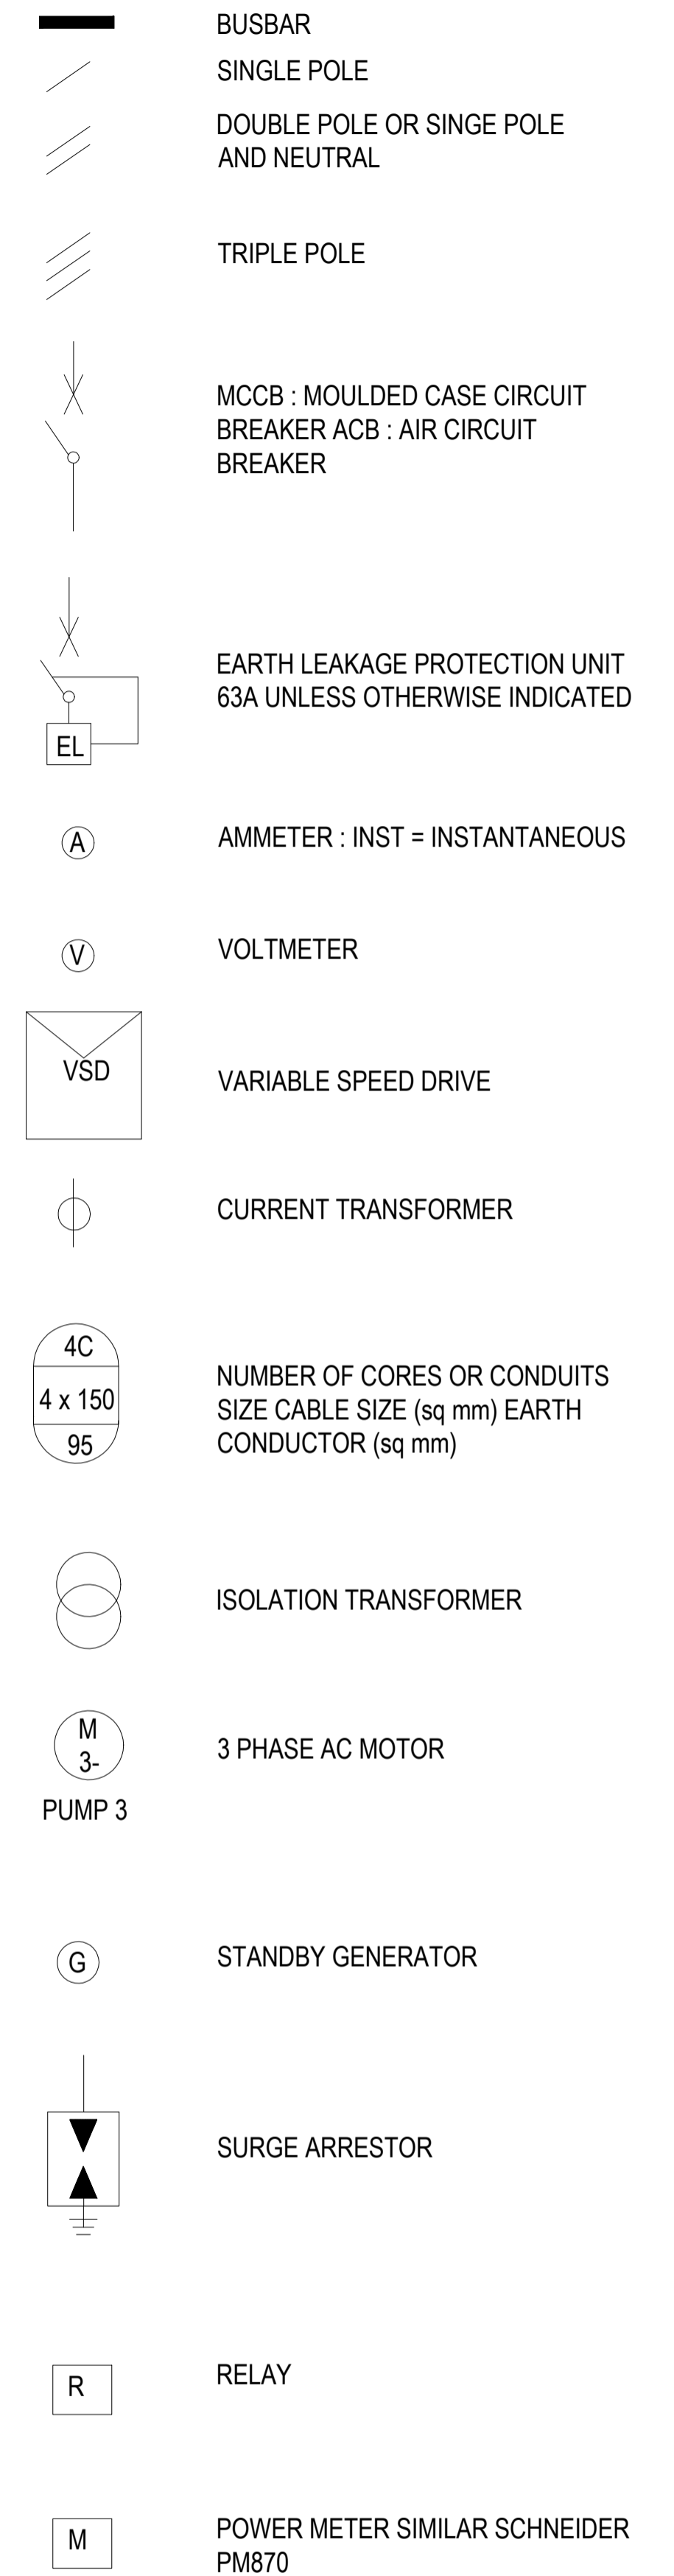 BUSBAR
SINGLE POLE
DOUBLE POLE OR SINGE POLE
AND NEUTRAL
TRIPLE POLE
MCCB : MOULDED CASE CIRCUIT
BREAKER ACB : AIR CIRCUIT
BREAKER
EARTH LEAKAGE PROTECTION UNIT
63A UNLESS OTHERWISE INDICATED
EL
A
AMMETER : INST = INSTANTANEOUS
V
VOLTMETER
VSD
VARIABLE SPEED DRIVE
CURRENT TRANSFORMER
4C
4 x 150
95
NUMBER OF CORES OR CONDUITS
SIZE CABLE SIZE (sq mm) EARTH
CONDUCTOR (sq mm)
ISOLATION TRANSFORMER
M
3-
PUMP 3
3 PHASE AC MOTOR
G
STANDBY GENERATOR
SURGE ARRESTOR
R
RELAY
M
POWER METER SIMILAR SCHNEIDER
PM870